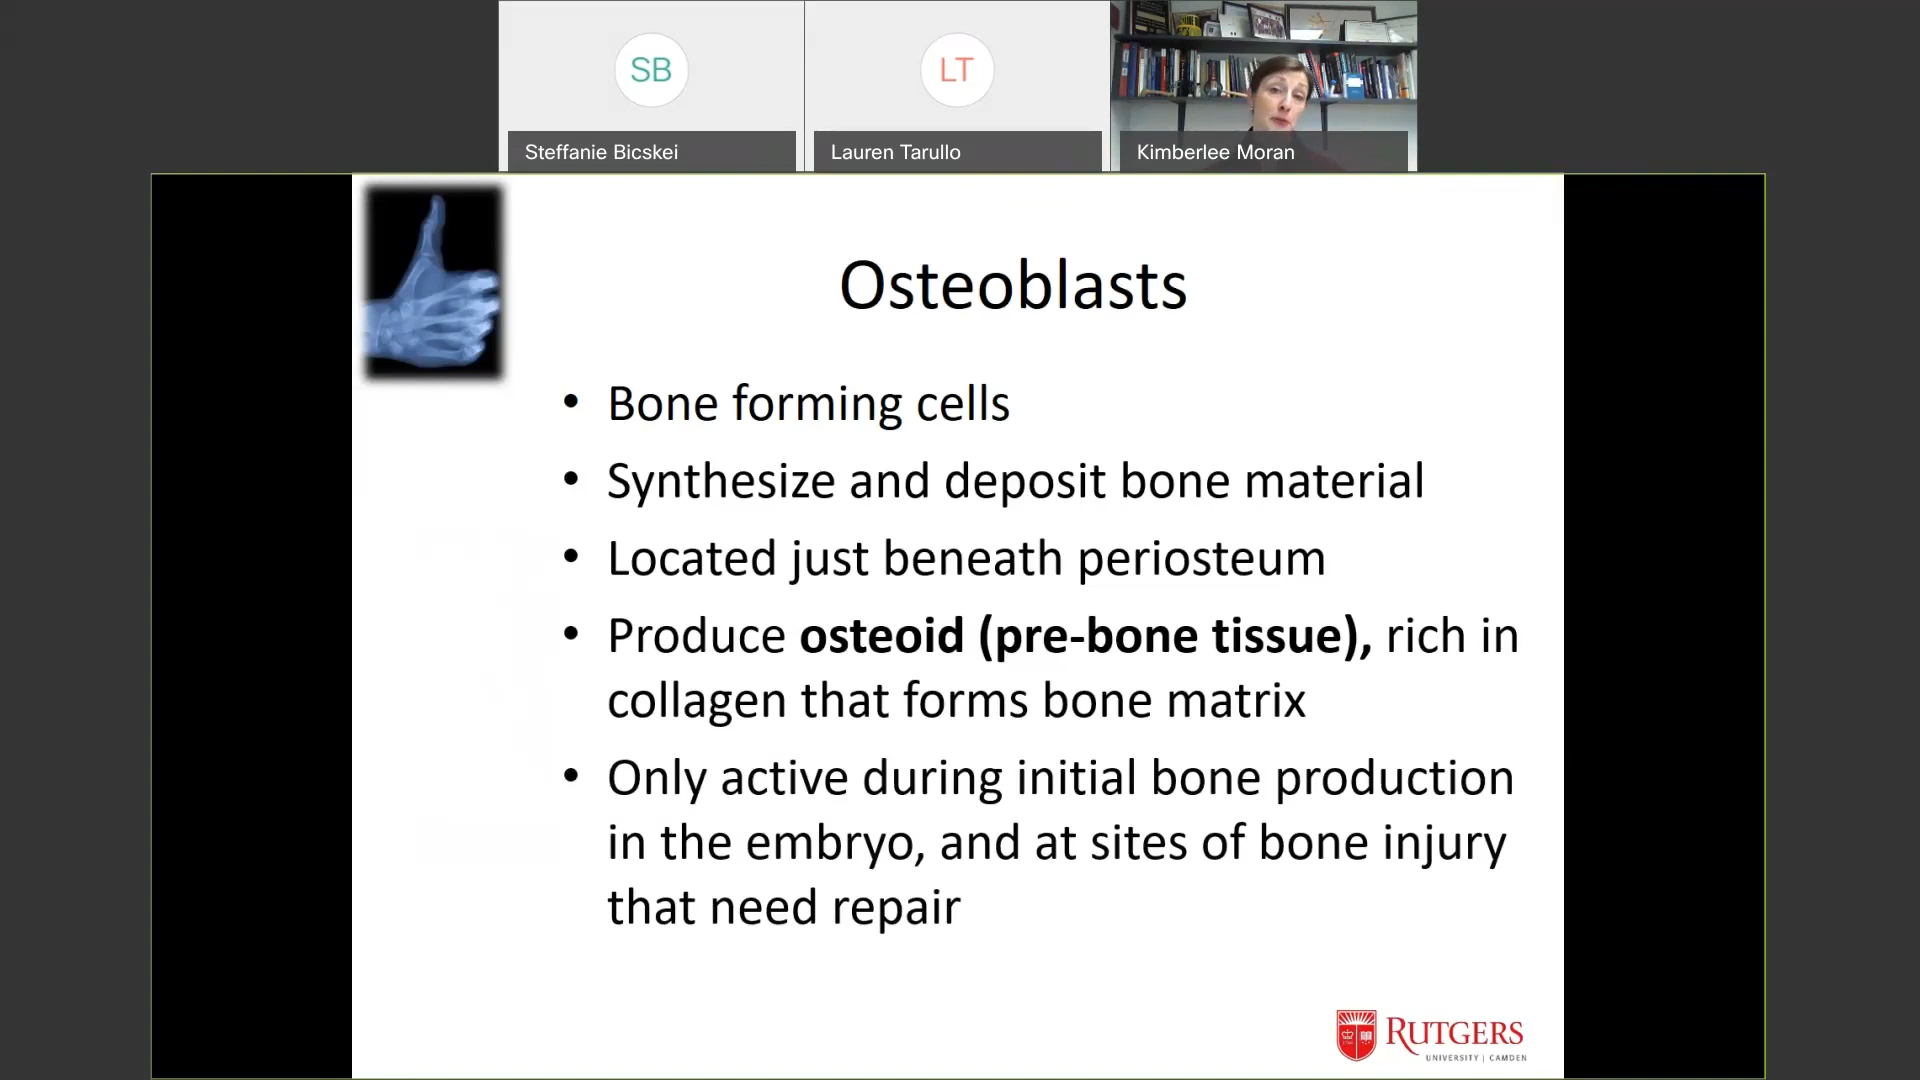 SB
LT
Steffanie Bicskei
Lauren Tarullo
Kimberlee Moran
Osteoblasts
• Bone forming cells
• Synthesize and deposit bone material
• Located just beneath periosteum
• Produce osteoid (pre-bone tissue), rich in
collagen that forms bone matrix
• Only active during initial bone production
in the embryo, and at sites of bone injury
that need repair
RUTGERS
UNIVERSITY | CAMDEN